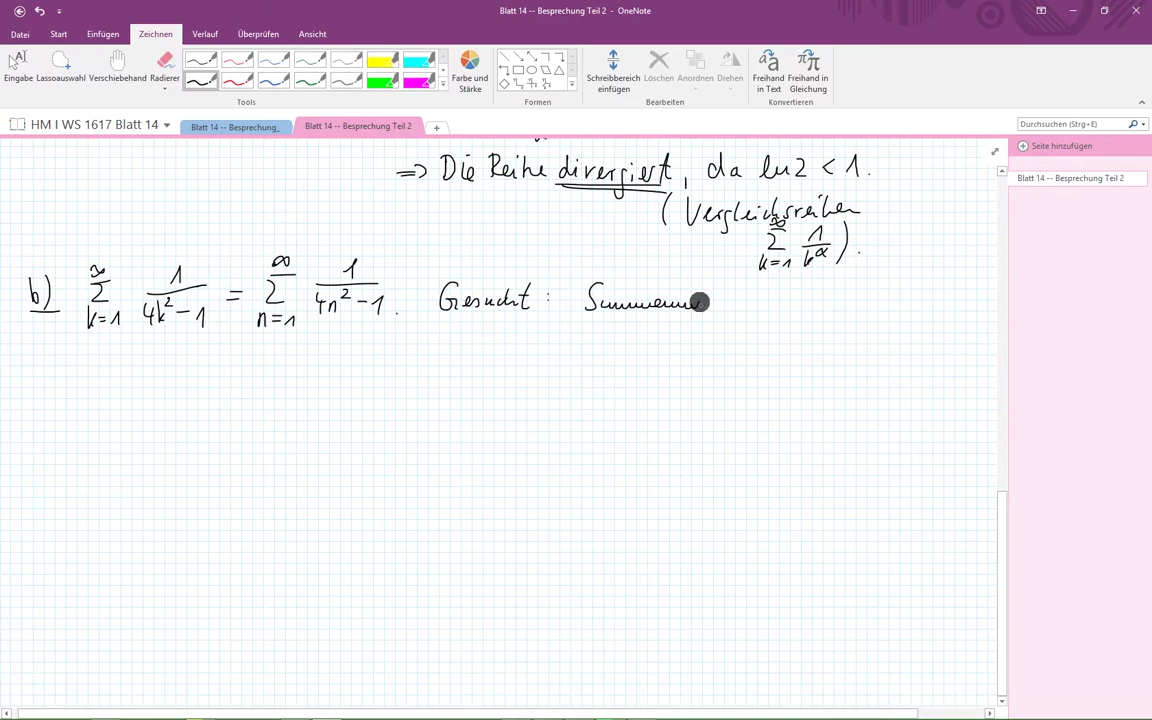 Blatt 14 -- Besprechung Teil 2 - OneNote
Datei Start Einfügen Zeichnen Verlauf Überprüfen Ansicht
Eingabe Lassoauswahl Verschiebehand Radierer
Farbe und Stärke
Schreibbereich einfügen Löschen Anordnen Drehen
Freihand in Text Freihand in Gleichung
Tools Formen Bearbeiten Konvertieren
HM I WS 1617 Blatt 14 Blatt 14 -- Besprechung_ Blatt 14 -- Besprechung Teil 2
Durchsuchen (Strg+E)
Seite hinzufügen
Blatt 14 -- Besprechung Teil 2
⇒ Die Reihe divergiert, da ln 2 < 1.
( Vergleichsreihen
∑_{k=1}^{∞} 1/k^α ).
b) ∑_{k=1}^{∞} 1/(4k² − 1) = ∑_{n=1}^{∞} 1/(4n² − 1). Gesucht: Summenw